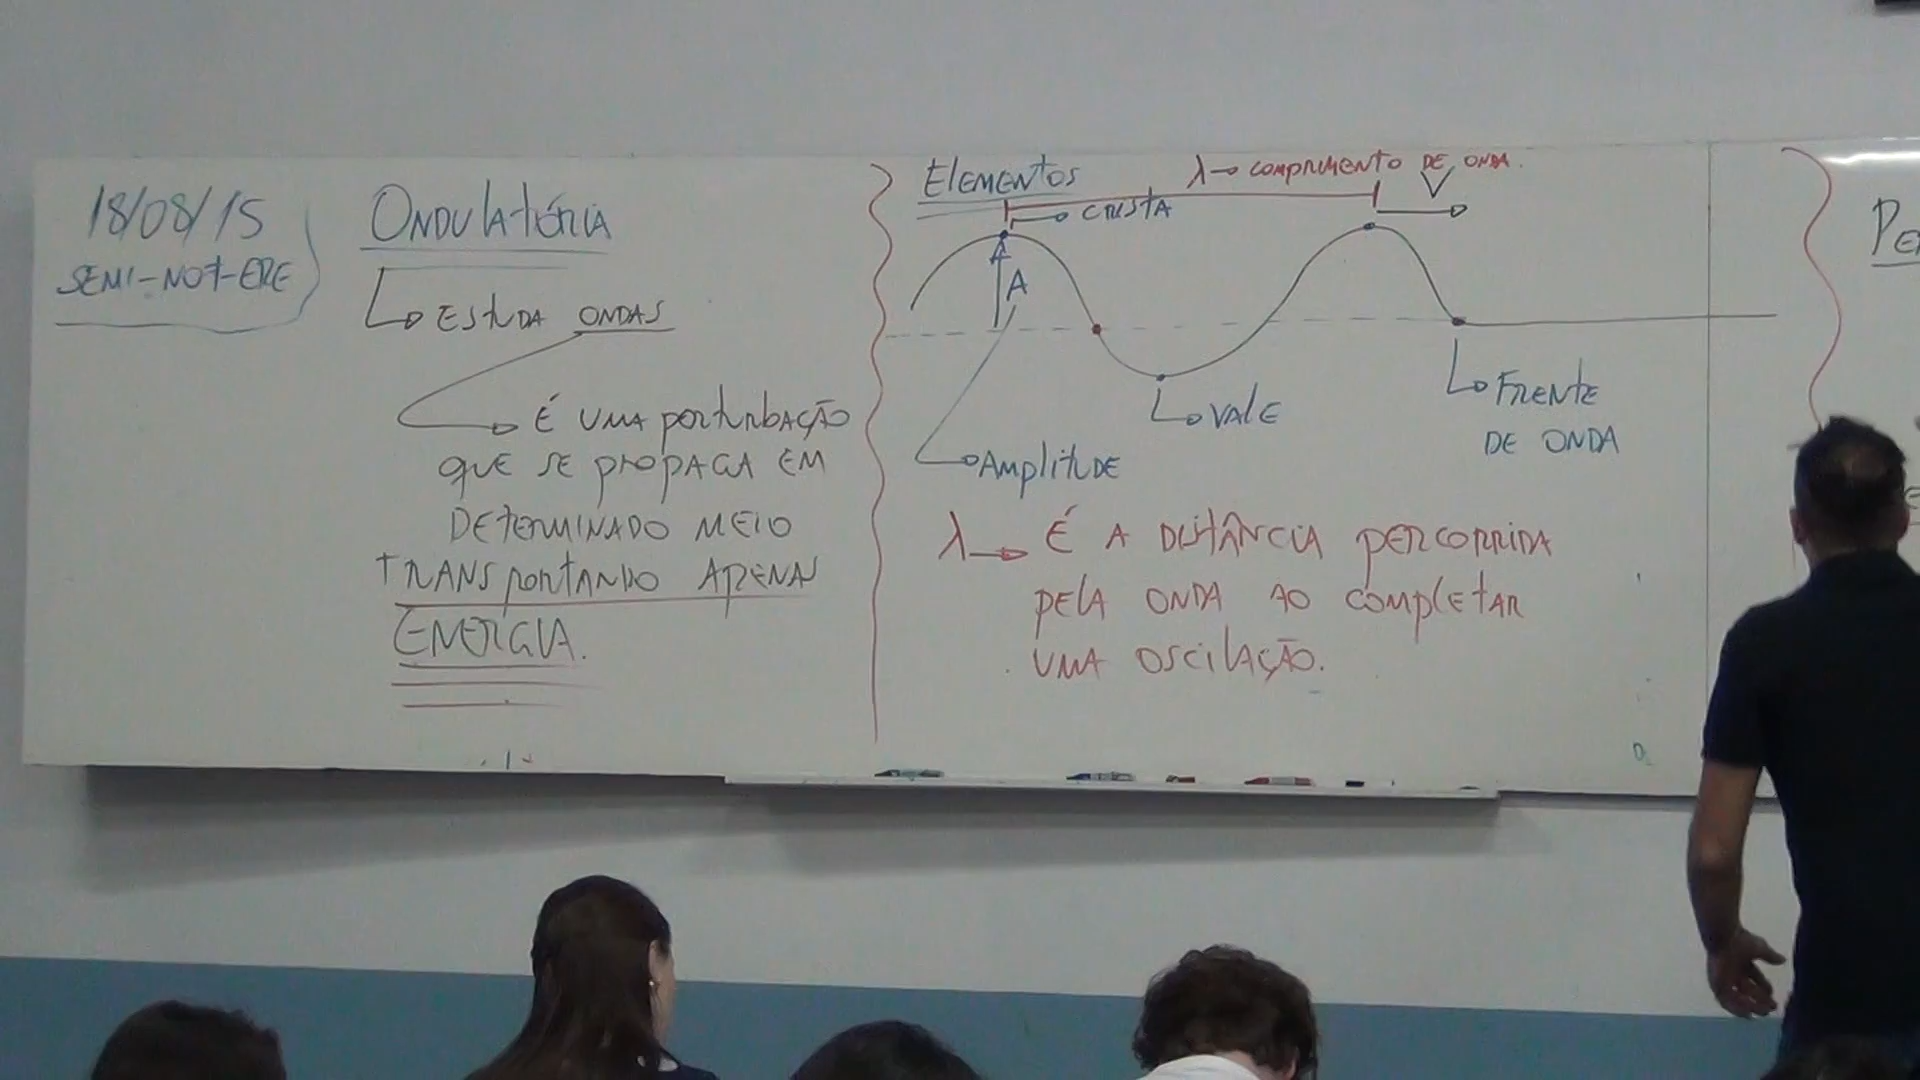 18/08/15
SEMI-NOT-ERE
ONDULATÓRIA
ESTUDA ONDAS
É UMA PERTURBAÇÃO
QUE SE PROPAGA EM
DETERMINADO MEIO
TRANSPORTANDO APENAS
ENERGIA.
ELEMENTOS
λ→ COMPRIMENTO DE ONDA.
V
CRISTA
A
VALE
FRENTE
DE ONDA
AMPLITUDE
λ→ É A DISTÂNCIA PERCORRIDA
PELA ONDA AO COMPLETAR
UMA OSCILAÇÃO.